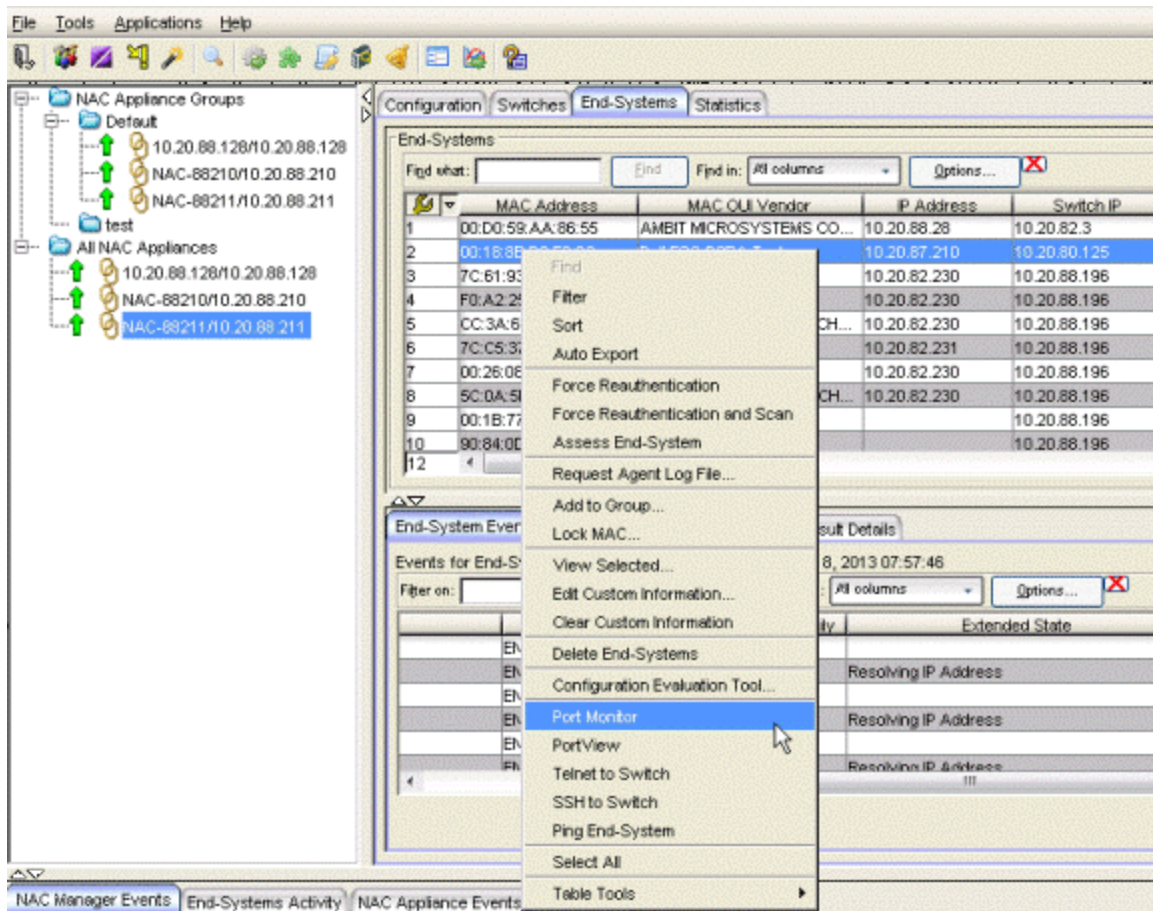 File Tools Applications Help
NAC Appliance Groups
Default
10.20.88.128/10.20.88.128
NAC-88210/10.20.88.210
NAC-88211/10.20.88.211
test
All NAC Appliances
10.20.88.128/10.20.88.128
NAC-88210/10.20.88.210
NAC-88211/10.20.88.211
Configuration Switches End-Systems Statistics
End-Systems
Find what: Find Find in: All columns Options...
MAC Address MAC OUI Vendor IP Address Switch IP
1 00:D0:59:AA:86:55 AMBIT MICROSYSTEMS CO... 10.20.88.28 10.20.82.3
2 00:18:8B 10.20.87.210 10.20.80.125
3 7C:61:93 10.20.82.230 10.20.88.196
4 F0:A2:25 10.20.82.230 10.20.88.196
5 CC:3A:6 CH... 10.20.82.230 10.20.88.196
6 7C:C5:37 10.20.82.231 10.20.88.196
7 00:26:08 10.20.82.230 10.20.88.196
8 5C:0A:5B CH... 10.20.82.230 10.20.88.196
9 00:1B:77 10.20.88.196
10 90:84:0D 10.20.88.196
12
Find
Filter
Sort
Auto Export
Force Reauthentication
Force Reauthentication and Scan
Assess End-System
Request Agent Log File...
Add to Group...
Lock MAC...
View Selected...
Edit Custom Information...
Clear Custom Information
Delete End-Systems
Configuration Evaluation Tool...
Port Monitor
PortView
Telnet to Switch
SSH to Switch
Ping End-System
Select All
Table Tools
End-System Even sult Details
Events for End-S 8, 2013 07:57:46
Filter on: : All columns Options...
ily Extended State
EN
EN Resolving IP Address
EN
EN Resolving IP Address
EN
EN Resolving IP Address
NAC Manager Events End-Systems Activity NAC Appliance Events